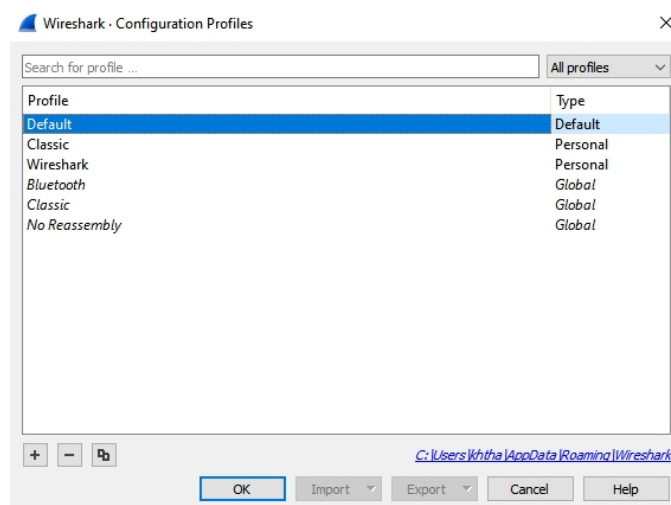 Wireshark · Configuration Profiles
Search for profile ... All profiles
Profile Type
Default Default
Classic Personal
Wireshark Personal
Bluetooth Global
Classic Global
No Reassembly Global
C:\Users\khtha\AppData\Roaming\Wireshark
OK Import Export Cancel Help